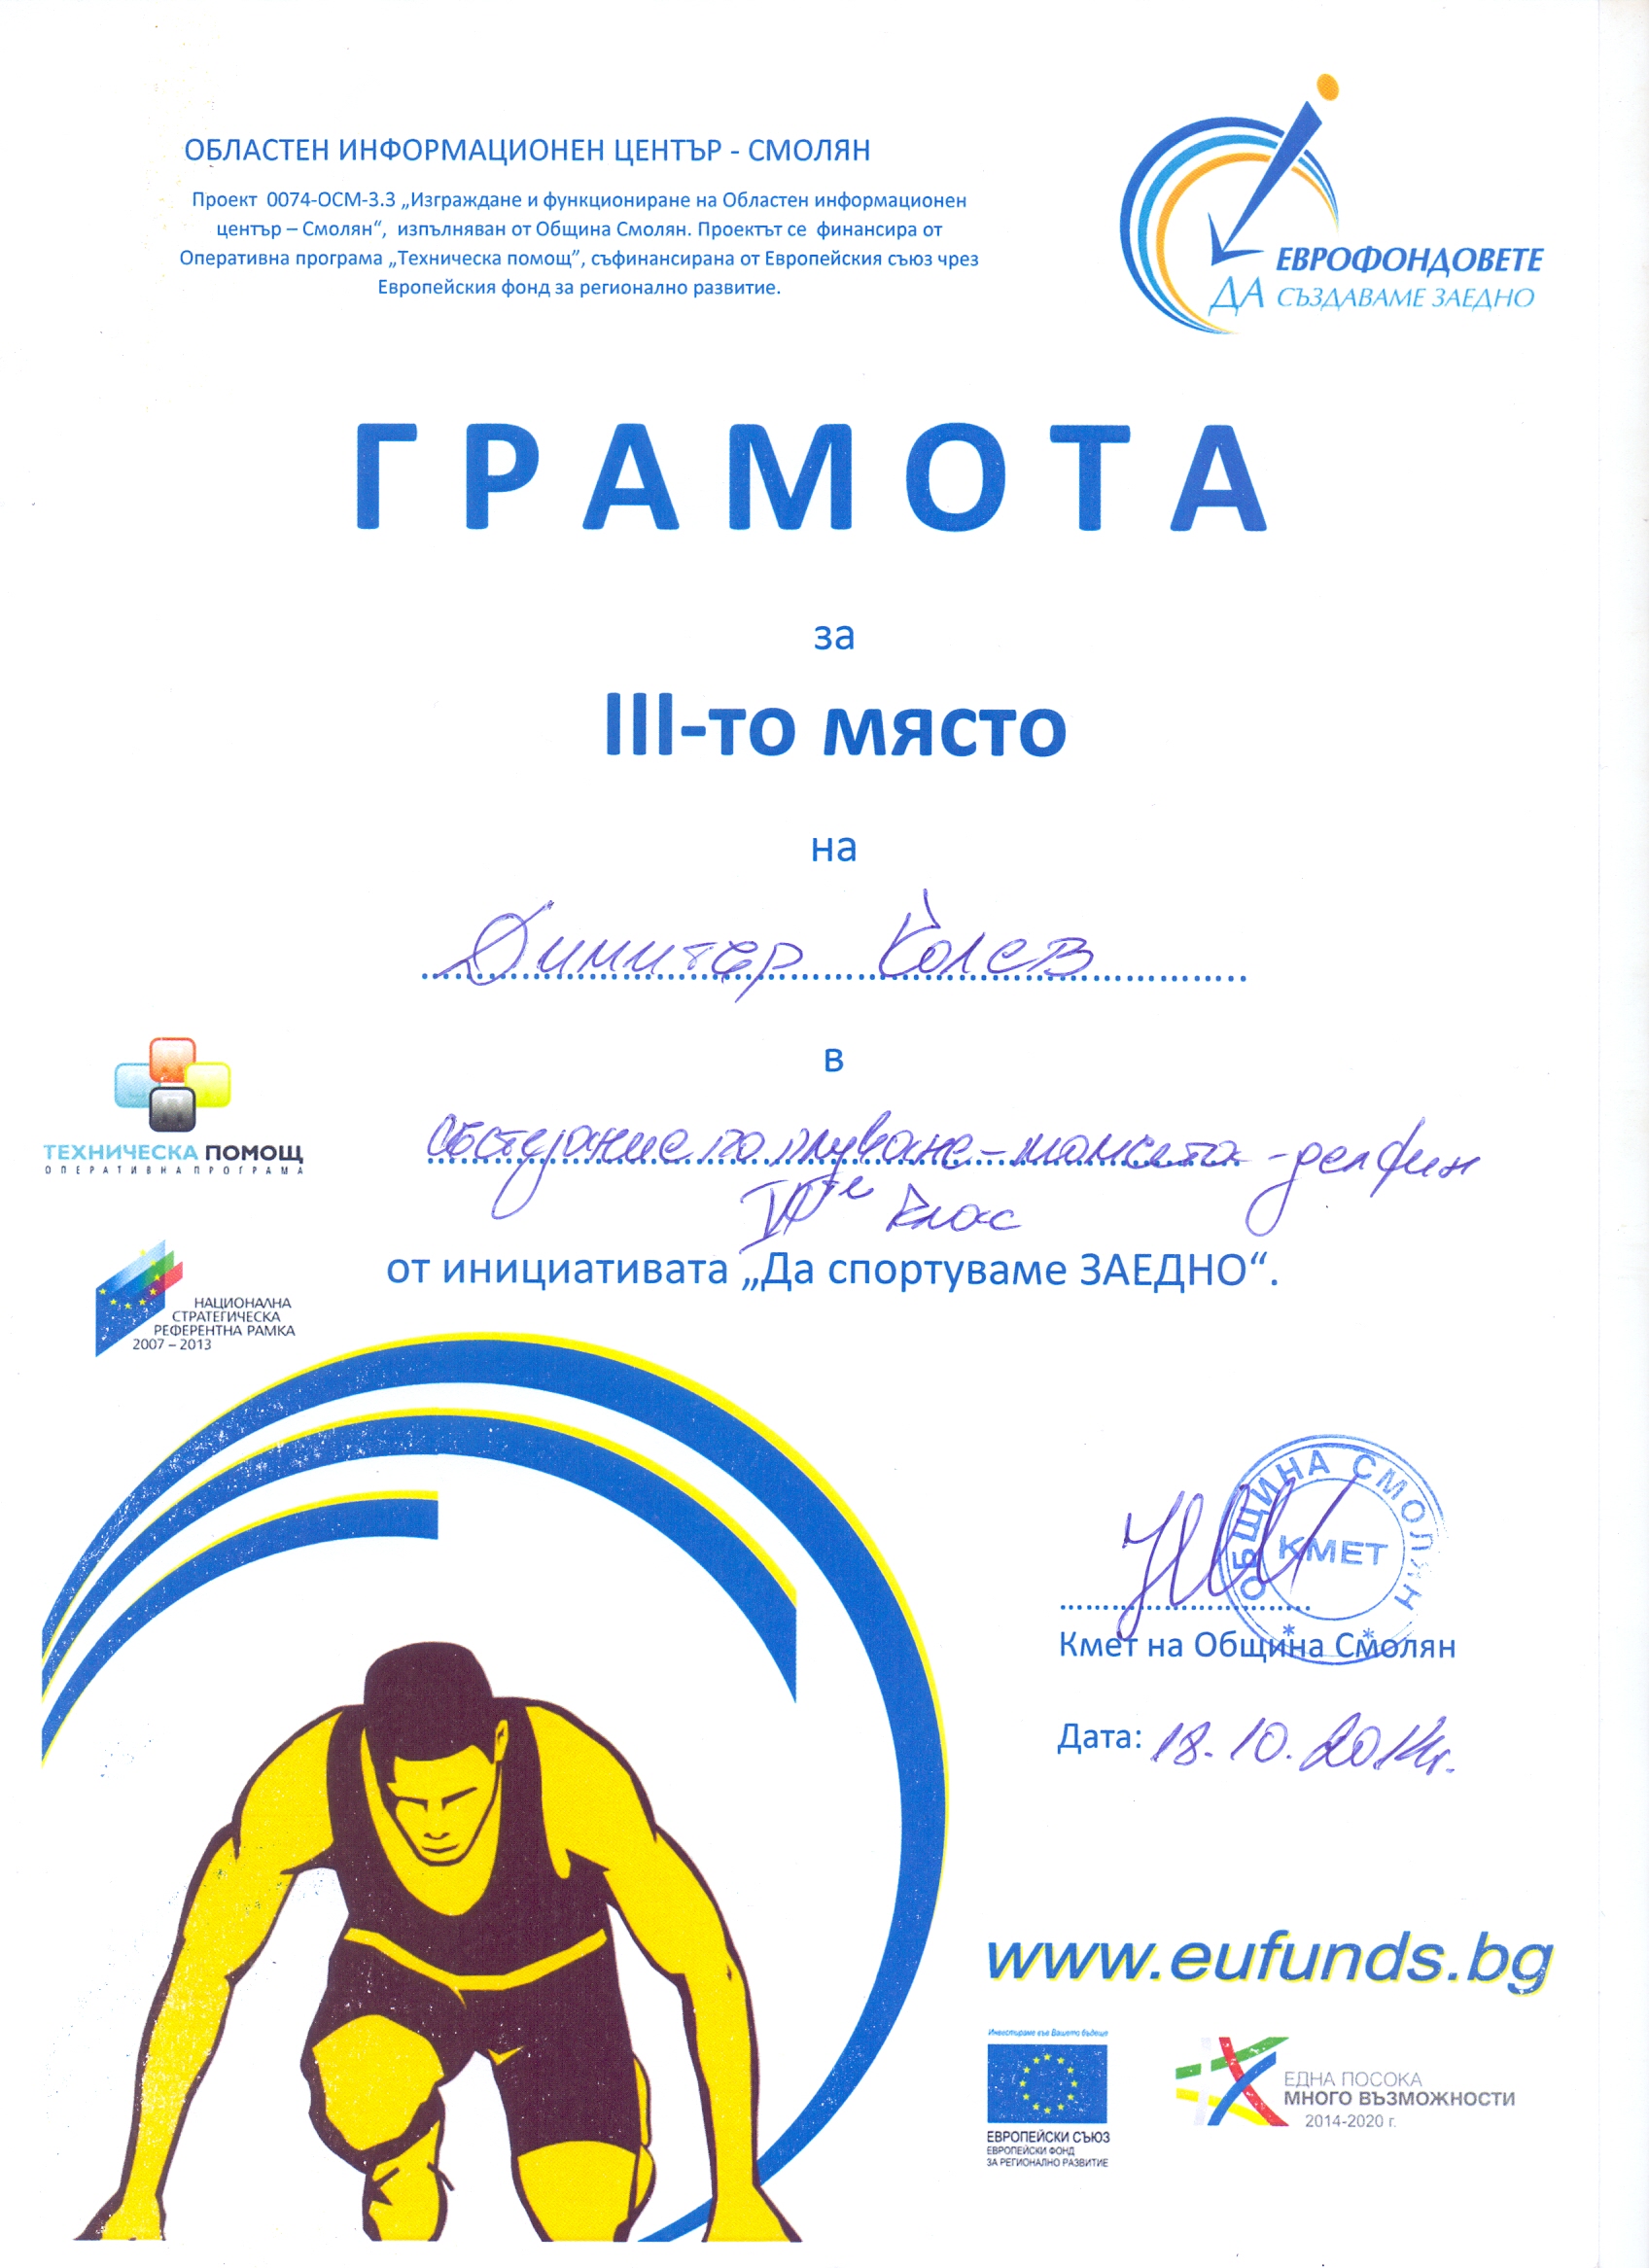 ОБЛАСТЕН ИНФОРМАЦИОНЕН ЦЕНТЪР - СМОЛЯН
Проект 0074-ОСМ-3.3 „Изграждане и функциониране на Областен информационен
център – Смолян“, изпълняван от Община Смолян. Проектът се финансира от
Оперативна програма „Техническа помощ”, съфинансирана от Европейския съюз чрез
Европейския фонд за регионално развитие.
ЕВРОФОНДОВЕТЕ
ДА СЪЗДАВАМЕ ЗАЕДНО
ГРАМОТА
за
III-то място
на
Димитър Колев
в
състезание по плуване - момчета - делфин
клас
ТЕХНИЧЕСКА ПОМОЩ
ОПЕРАТИВНА ПРОГРАМА
от инициативата „Да спортуваме ЗАЕДНО“.
НАЦИОНАЛНА
СТРАТЕГИЧЕСКА
РЕФЕРЕНТНА РАМКА
2007 – 2013
ОБЩИНА СМОЛЯН
КМЕТ
Кмет на Община Смолян
Дата: 18.10.2014г.
www.eufunds.bg
Инвестираме във Вашето бъдеще
ЕВРОПЕЙСКИ СЪЮЗ
ЕВРОПЕЙСКИ ФОНД
ЗА РЕГИОНАЛНО РАЗВИТИЕ
ЕДНА ПОСОКА
МНОГО ВЪЗМОЖНОСТИ
2014-2020 г.